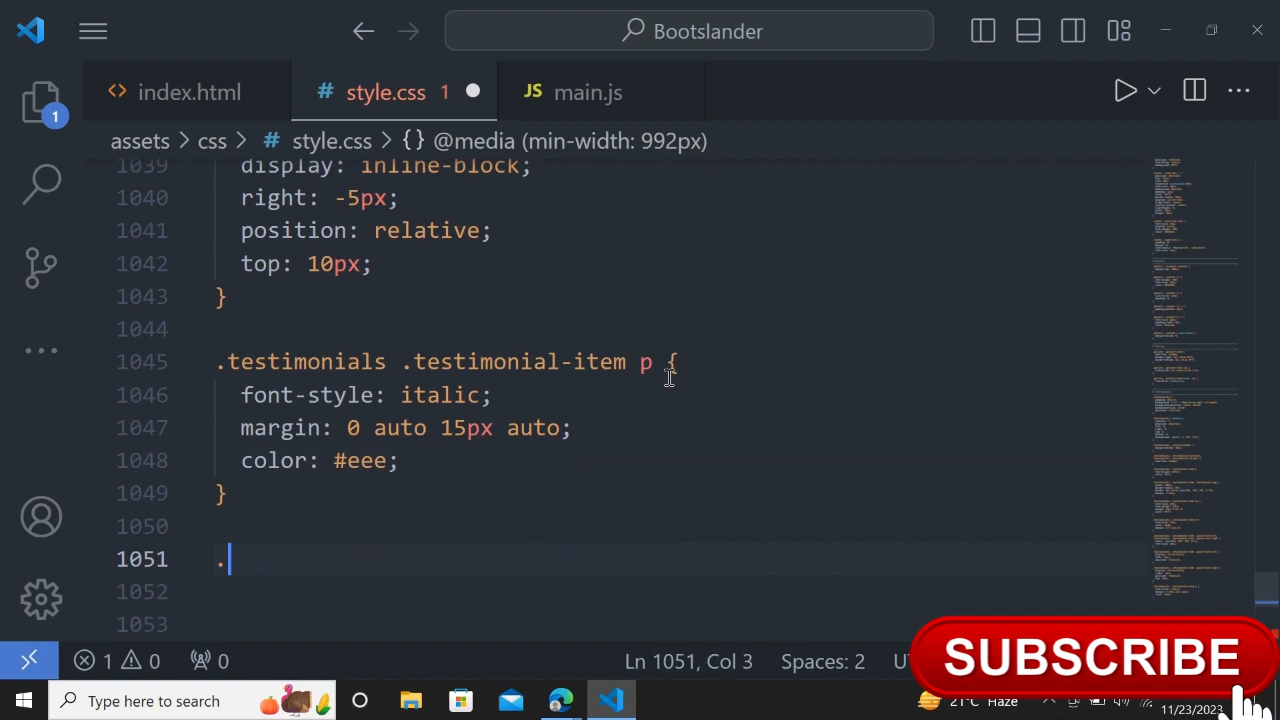 Bootslander
index.html
style.css 1
JS main.js
assets > css > # style.css > {} @media (min-width: 992px)
1039 display: inline-block;
1040 right: -5px;
1041 position: relative;
1042 top: 10px;
1043 }
1044
1045 .testimonials .testimonial-item p {
1046 font-style: italic;
1047 margin: 0 auto 15px auto;
1048 color: #eee;
1049 }
1050
1051 .
1052
1053
1
1 0 0 Ln 1051, Col 3 Spaces: 2
SUBSCRIBE
Type here to search
21°C Haze
11/23/2023